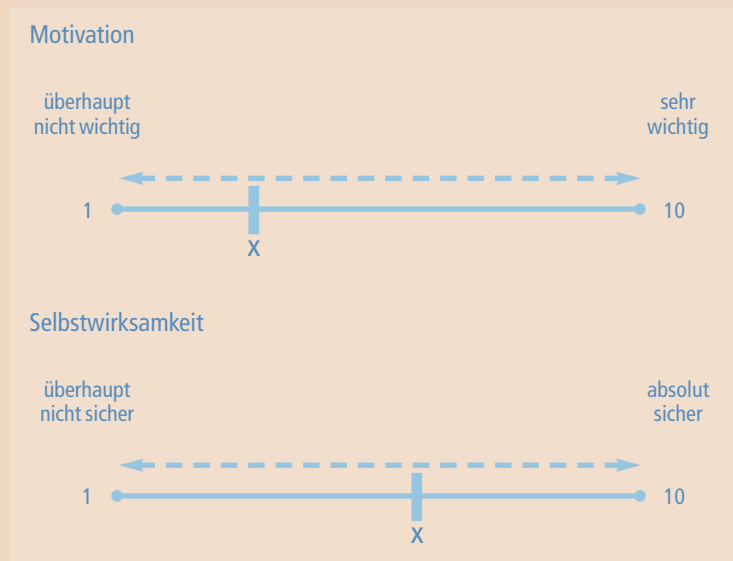 Motivation
überhaupt
nicht wichtig
sehr
wichtig
1
10
X
Selbstwirksamkeit
überhaupt
nicht sicher
absolut
sicher
1
10
X